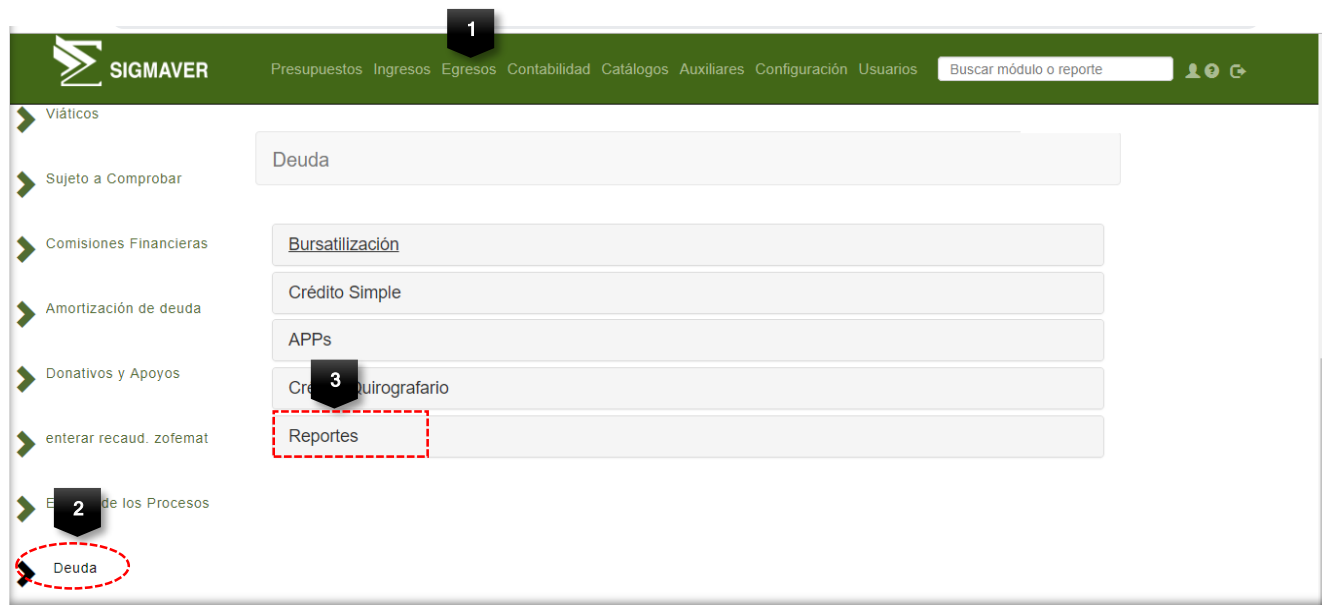 1
SIGMAVER
Presupuestos Ingresos Egresos Contabilidad Catálogos Auxiliares Configuración Usuarios
Buscar módulo o reporte
Viáticos
Sujeto a Comprobar
Comisiones Financieras
Amortización de deuda
Donativos y Apoyos
enterar recaud. zofemat
de los Procesos
2
Deuda
Deuda
Bursatilización
Crédito Simple
APPs
3
Quirografario
Reportes